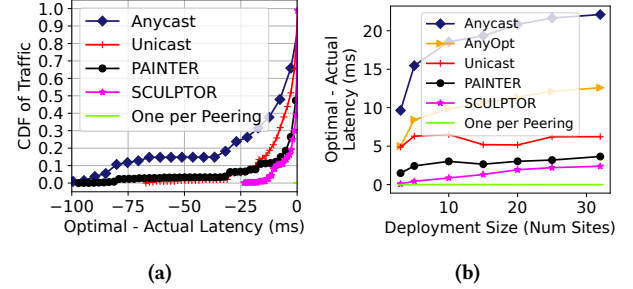 (a)
CDF of Traffic
1.0
0.9
0.8
0.7
0.6
0.5
0.4
0.3
0.2
0.1
0.0
Anycast
Unicast
PAINTER
SCULPTOR
One per Peering
−100 −75 −50 −25 0
Optimal - Actual Latency (ms)
(b)
Optimal - Actual
Latency (ms)
20
15
10
5
0
Anycast
AnyOpt
Unicast
PAINTER
SCULPTOR
One per Peering
10 20 30
Deployment Size (Num Sites)
(a)
(b)